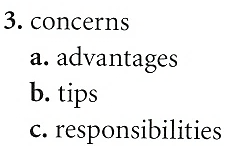 3. concerns
a. advantages
b. tips
c. responsibilities